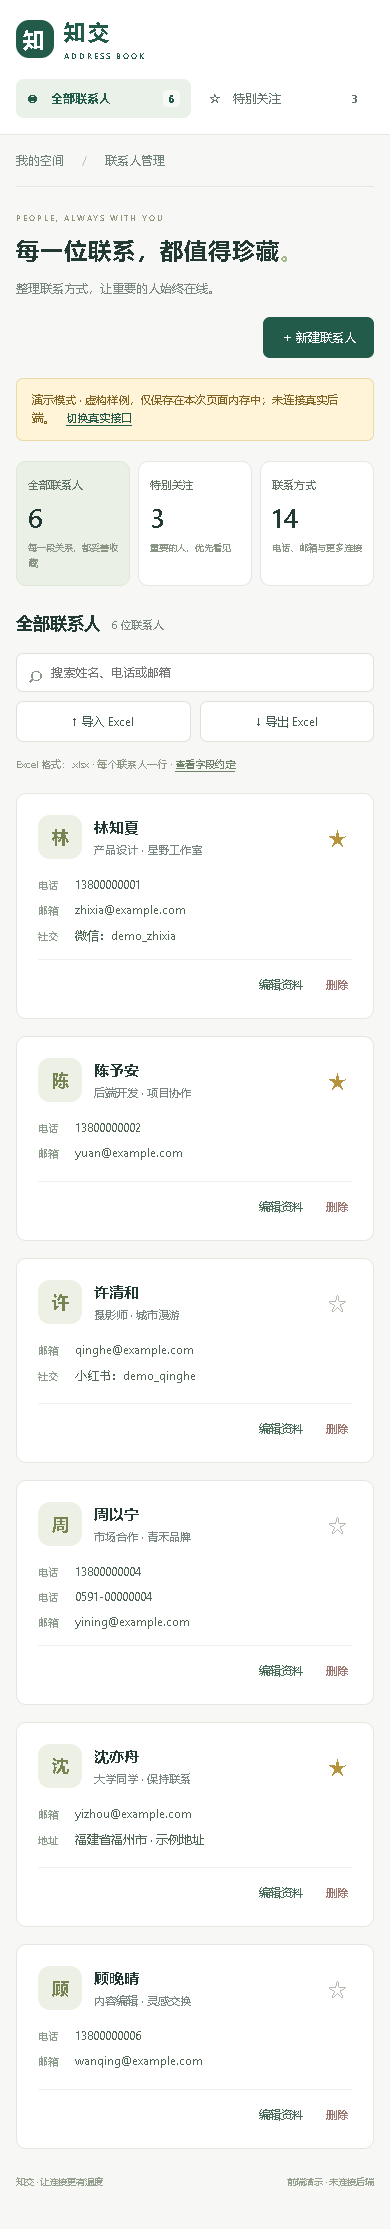 知 知交
ADDRESS BOOK
全部联系人 6 ☆ 特别关注 3
我的空间 / 联系人管理
PEOPLE, ALWAYS WITH YOU
每一位联系，都值得珍藏。
整理联系方式，让重要的人始终在线。
+ 新建联系人
演示模式 · 虚构样例，仅保存在本次页面内存中；未连接真实后
端。 切换真实接口
全部联系人
6
每一段关系，都妥善收
藏
特别关注
3
重要的人，优先看见
联系方式
14
电话、邮箱与更多连接
全部联系人 6 位联系人
搜索姓名、电话或邮箱
↑ 导入 Excel
↓ 导出 Excel
Excel 格式：.xlsx · 每个联系人一行 · 查看字段约定
林 林知夏 ★
产品设计 · 星野工作室
电话 13800000001
邮箱 zhixia@example.com
社交 微信：demo_zhixia
编辑资料 删除
陈 陈予安 ★
后端开发 · 项目协作
电话 13800000002
邮箱 yuan@example.com
编辑资料 删除
许 许清和 ☆
摄影师 · 城市漫游
邮箱 qinghe@example.com
社交 小红书：demo_qinghe
编辑资料 删除
周 周以宁 ☆
市场合作 · 青禾品牌
电话 13800000004
电话 0591-00000004
邮箱 yining@example.com
编辑资料 删除
沈 沈亦舟 ★
大学同学 · 保持联系
邮箱 yizhou@example.com
地址 福建省福州市 · 示例地址
编辑资料 删除
顾 顾晚晴 ☆
内容编辑 · 灵感交换
电话 13800000006
邮箱 wanqing@example.com
编辑资料 删除
知交 · 让连接更有温度
前端演示 · 未连接后端